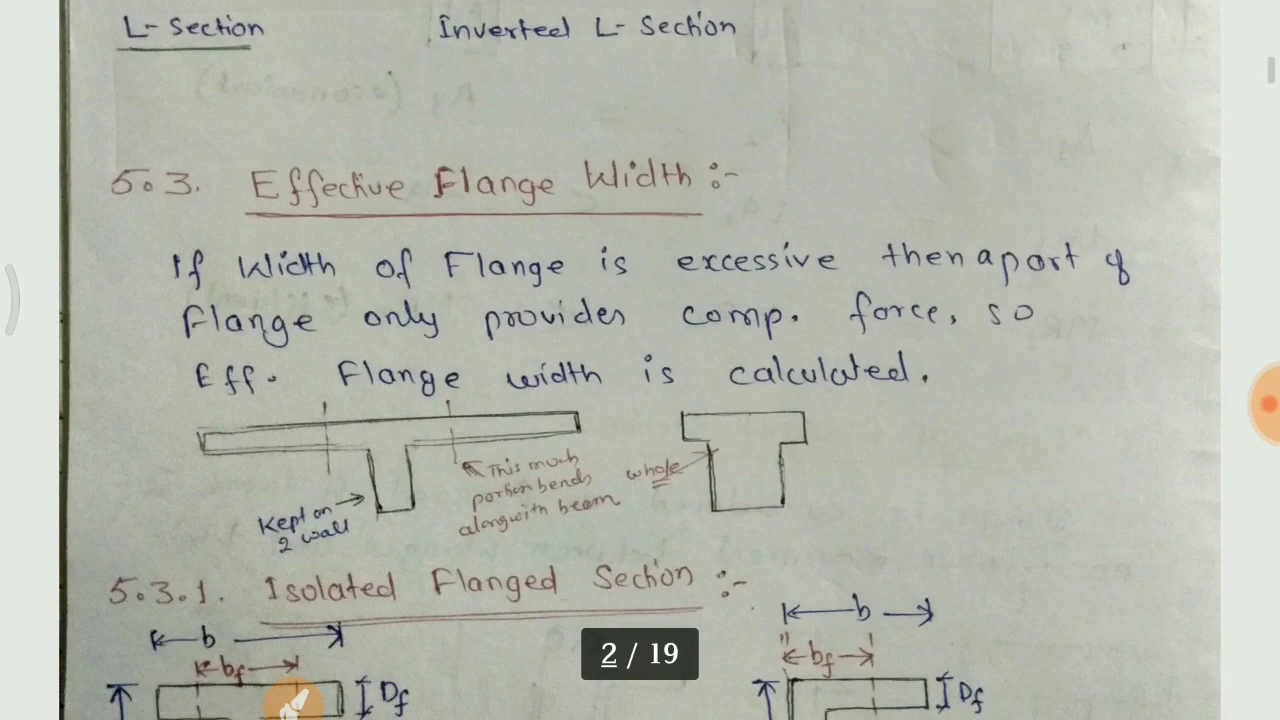 L- Section
Inverted L- Section
5.3. Effective Flange Width :-
If Width of Flange is excessive then a part of
Flange only provides comp. force, so
Eff. Flange width is calculated.
This much
portion bends
alongwith beam
whole
Kept on
2 wall
5.3.1. Isolated Flanged Section :-
b
b
bf
bf
Df
Df
2 / 19